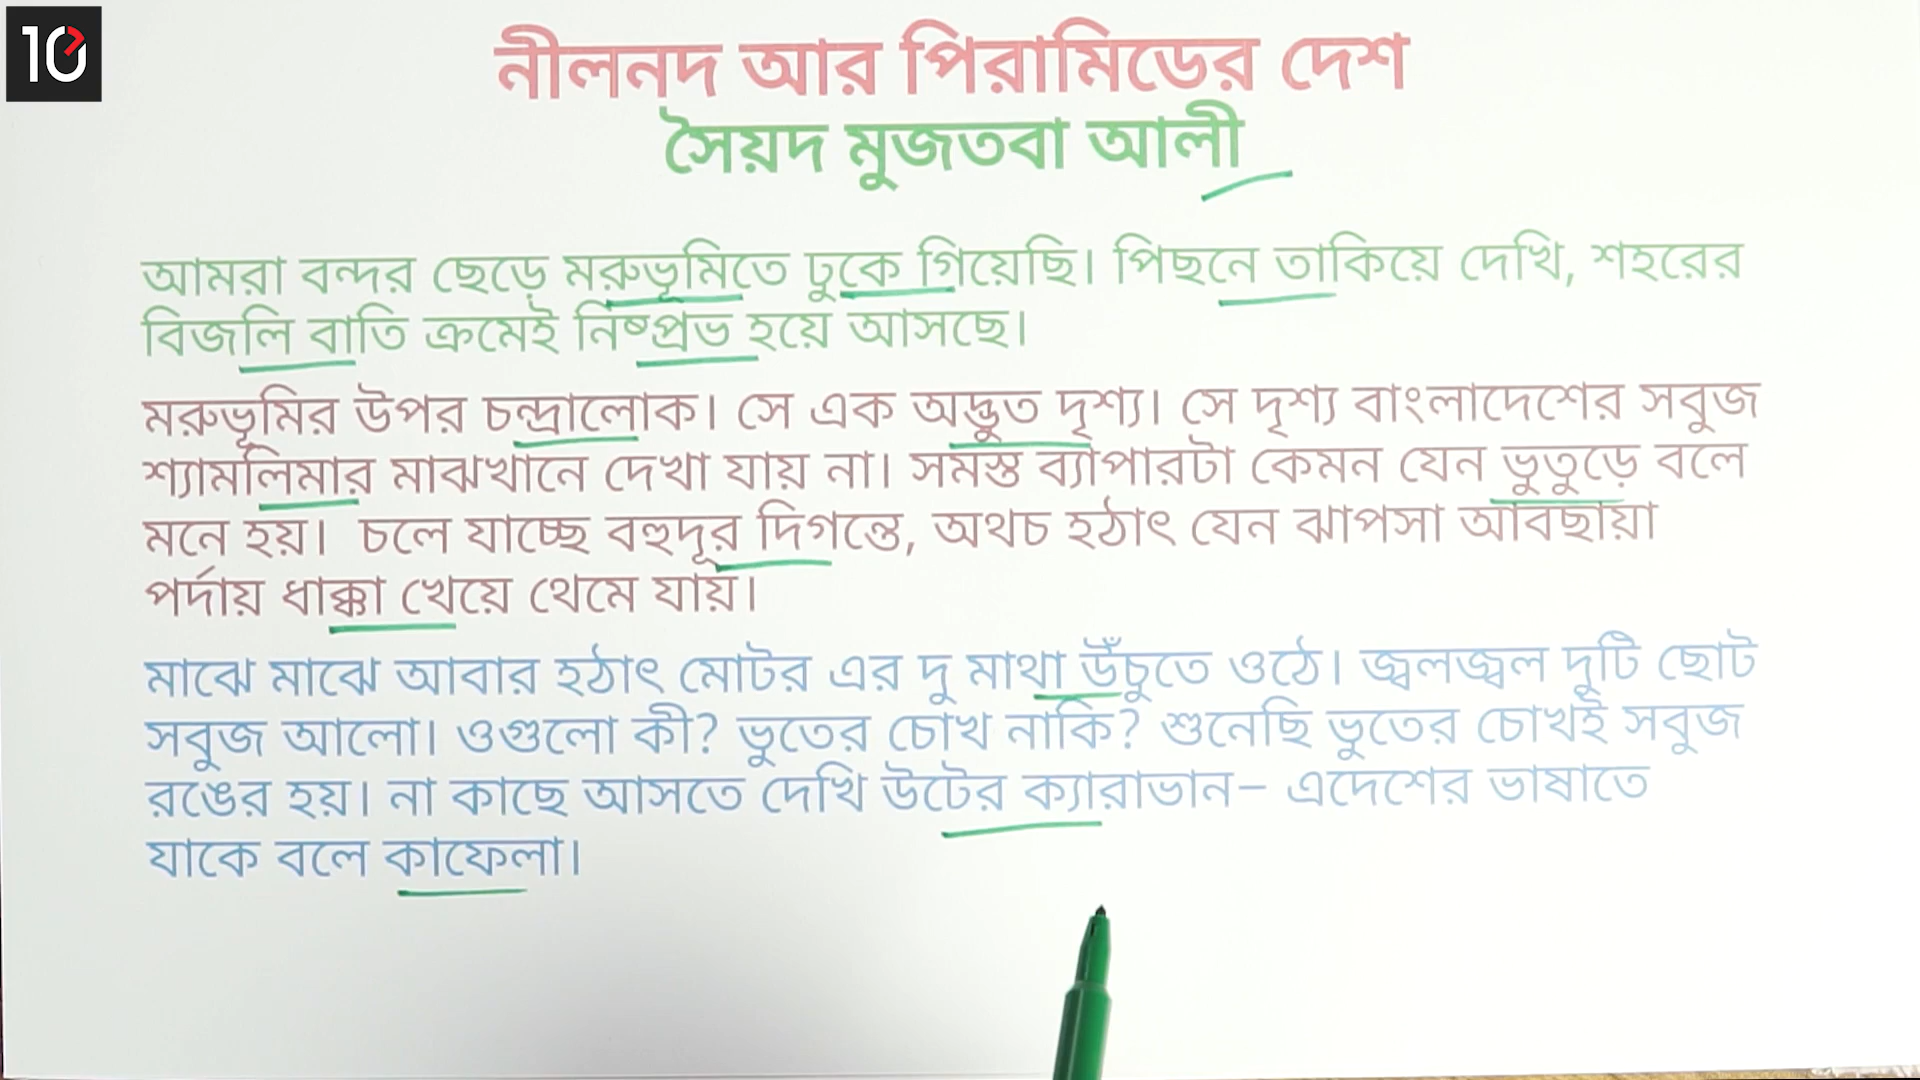 10
নীলনদ আর পিরামিডের দেশ
সৈয়দ মুজতবা আলী
আমরা বন্দর ছেড়ে মরুভূমিতে ঢুকে গিয়েছি। পিছনে তাকিয়ে দেখি, শহরের
বিজলি বাতি ক্রমেই নিষ্প্রভ হয়ে আসছে।
মরুভূমির উপর চন্দ্রালোক। সে এক অদ্ভুত দৃশ্য। সে দৃশ্য বাংলাদেশের সবুজ
শ্যামলিমার মাঝখানে দেখা যায় না। সমস্ত ব্যাপারটা কেমন যেন ভুতুড়ে বলে
মনে হয়। চলে যাচ্ছে বহুদূর দিগন্তে, অথচ হঠাৎ যেন ঝাপসা আবছায়া
পর্দায় ধাক্কা খেয়ে থেমে যায়।
মাঝে মাঝে আবার হঠাৎ মোটর এর দু মাথা উঁচুতে ওঠে। জ্বলজ্বল দুটি ছোট
সবুজ আলো। ওগুলো কী? ভুতের চোখ নাকি? শুনেছি ভুতের চোখই সবুজ
রঙের হয়। না কাছে আসতে দেখি উটের ক্যারাভান– এদেশের ভাষাতে
যাকে বলে কাফেলা।